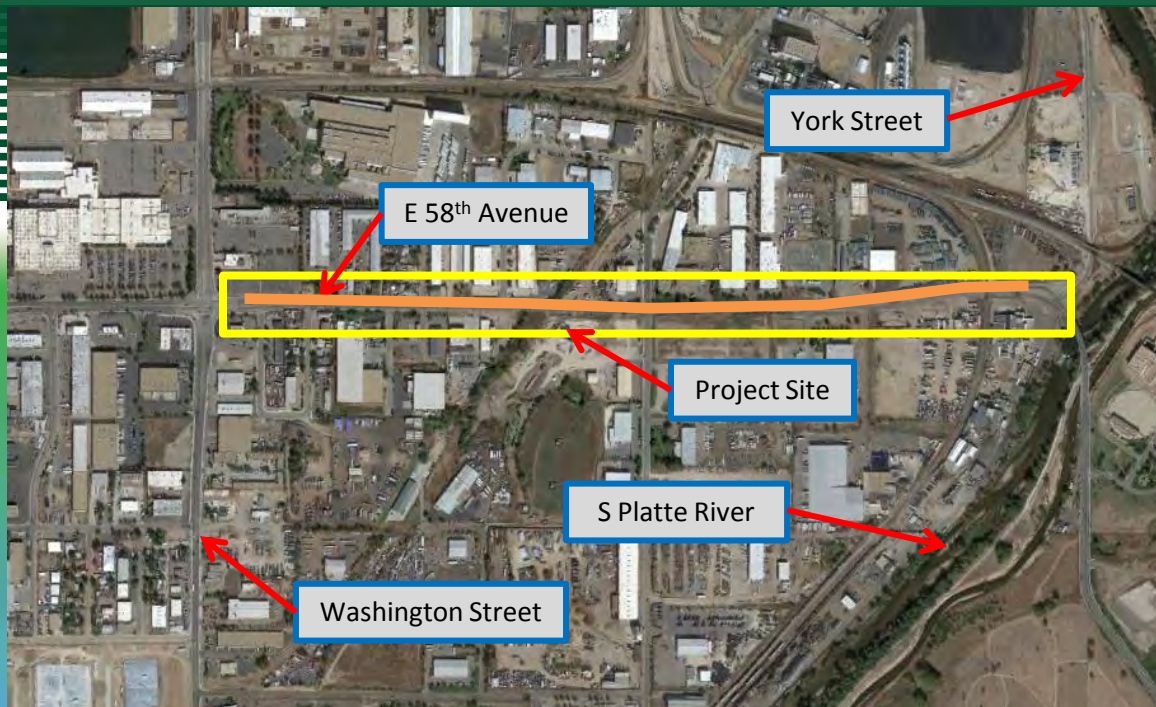 York Street
E 58th Avenue
Project Site
S Platte River
Washington Street